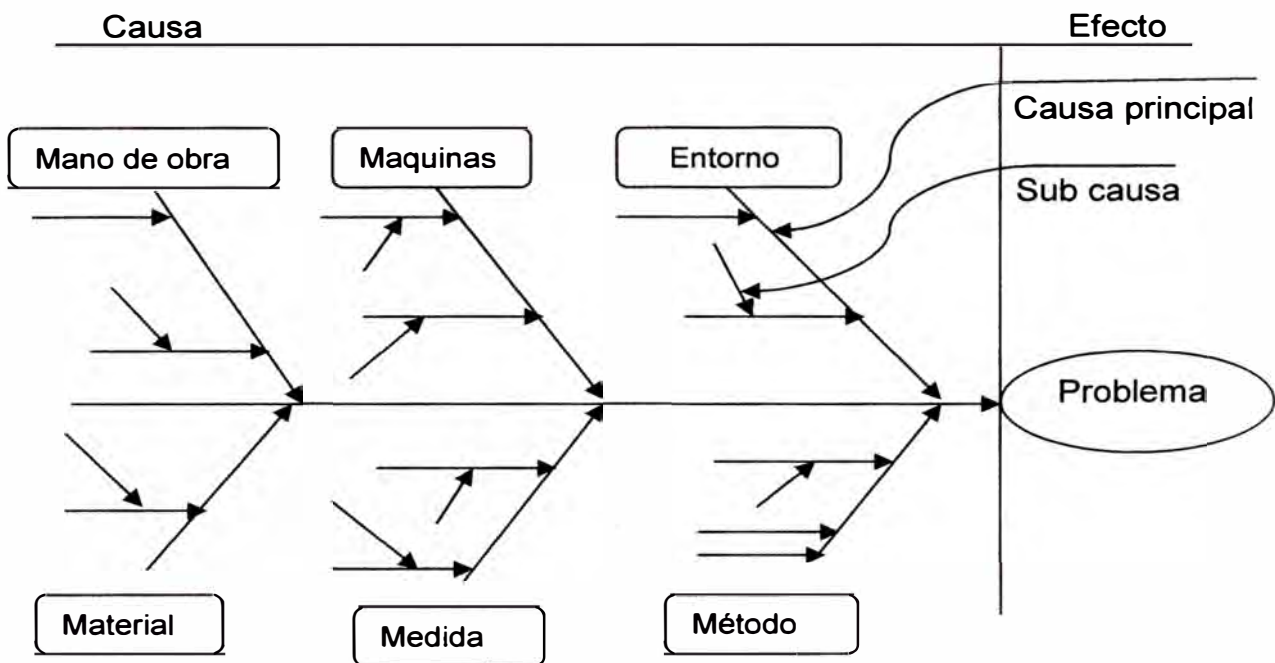 Causa
Efecto
Causa principal
Mano de obra
Maquinas
Entorno
Sub causa
Problema
Material
Medida
Método